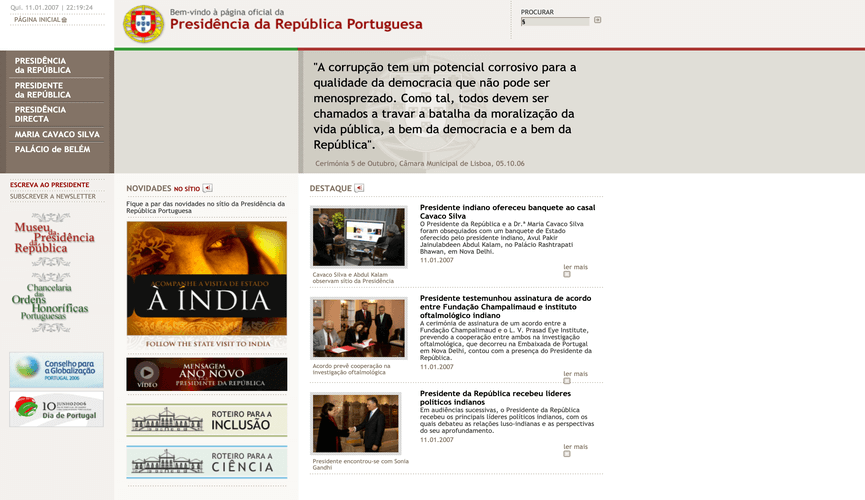 Qui. 11.01.2007 | 22:19:24
PÁGINA INICIAL
Bem-vindo à página oficial da
Presidência da República Portuguesa
PROCURAR
PRESIDÊNCIA
da REPÚBLICA
PRESIDENTE
da REPÚBLICA
PRESIDÊNCIA
DIRECTA
MARIA CAVACO SILVA
PALÁCIO de BELÉM
"A corrupção tem um potencial corrosivo para a
qualidade da democracia que não pode ser
menosprezado. Como tal, todos devem ser
chamados a travar a batalha da moralização da
vida pública, a bem da democracia e a bem da
República".
Cerimónia 5 de Outubro, Câmara Municipal de Lisboa, 05.10.06
ESCREVA AO PRESIDENTE
SUBSCREVER A NEWSLETTER
Museu
da Presidência
da República
Chancelaria
das
Ordens
Honoríficas
Portuguesas
Conselho para
a Globalização
PORTUGAL 2006
10 JUNHO2006
Dia de Portugal
NOVIDADES NO SÍTIO
Fique a par das novidades no sítio da Presidência da
República Portuguesa
ACOMPANHE A VISITA DE ESTADO
À ÍNDIA
FOLLOW THE STATE VISIT TO INDIA
VÍDEO
MENSAGEM
ANO NOVO
PRESIDENTE DA REPÚBLICA
ROTEIRO PARA A
INCLUSÃO
ROTEIRO PARA A
CIÊNCIA
DESTAQUE
Cavaco Silva e Abdul Kalam
observam sítio da Presidência
Presidente indiano ofereceu banquete ao casal
Cavaco Silva
O Presidente da República e a Dr.ª Maria Cavaco Silva
foram obsequiados com um banquete de Estado
oferecido pelo presidente indiano, Avul Pakir
Jainulabdeen Abdul Kalam, no Palácio Rashtrapati
Bhawan, em Nova Delhi.
11.01.2007
ler mais
Acordo prevê cooperação na
investigação oftalmológica
Presidente testemunhou assinatura de acordo
entre Fundação Champalimaud e instituto
oftalmológico indiano
A cerimónia de assinatura de um acordo entre a
Fundação Champalimaud e o L. V. Prasad Eye Institute,
prevendo a cooperação entre ambos na investigação
oftalmológica, que decorreu na Embaixada de Portugal
em Nova Delhi, contou com a presença do Presidente da
República.
11.01.2007
ler mais
Presidente encontrou-se com Sonia
Gandhi
Presidente da República recebeu líderes
políticos indianos
Em audiências sucessivas, o Presidente da República
recebeu os principais líderes políticos indianos, com os
quais debateu as relações luso-indianas e as perspectivas
do seu aprofundamento.
11.01.2007
ler mais